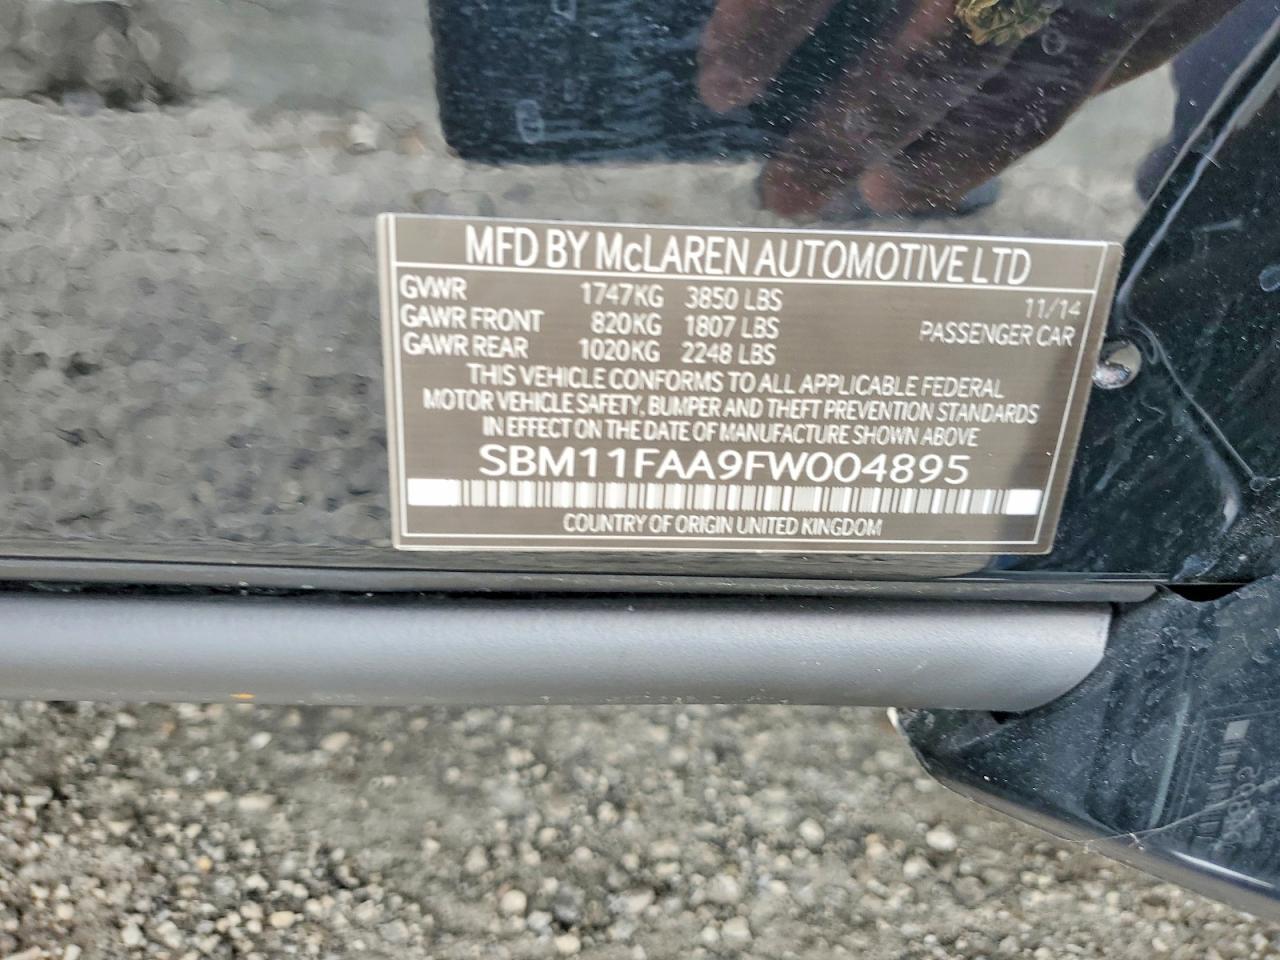 MFD BY McLAREN AUTOMOTIVE LTD
GVWR 1747KG 3850 LBS 11/14
GAWR FRONT 820KG 1807 LBS PASSENGER CAR
GAWR REAR 1020KG 2248 LBS
THIS VEHICLE CONFORMS TO ALL APPLICABLE FEDERAL
MOTOR VEHICLE SAFETY, BUMPER AND THEFT PREVENTION STANDARDS
IN EFFECT ON THE DATE OF MANUFACTURE SHOWN ABOVE
SBM11FAA9FW004895
COUNTRY OF ORIGIN UNITED KINGDOM